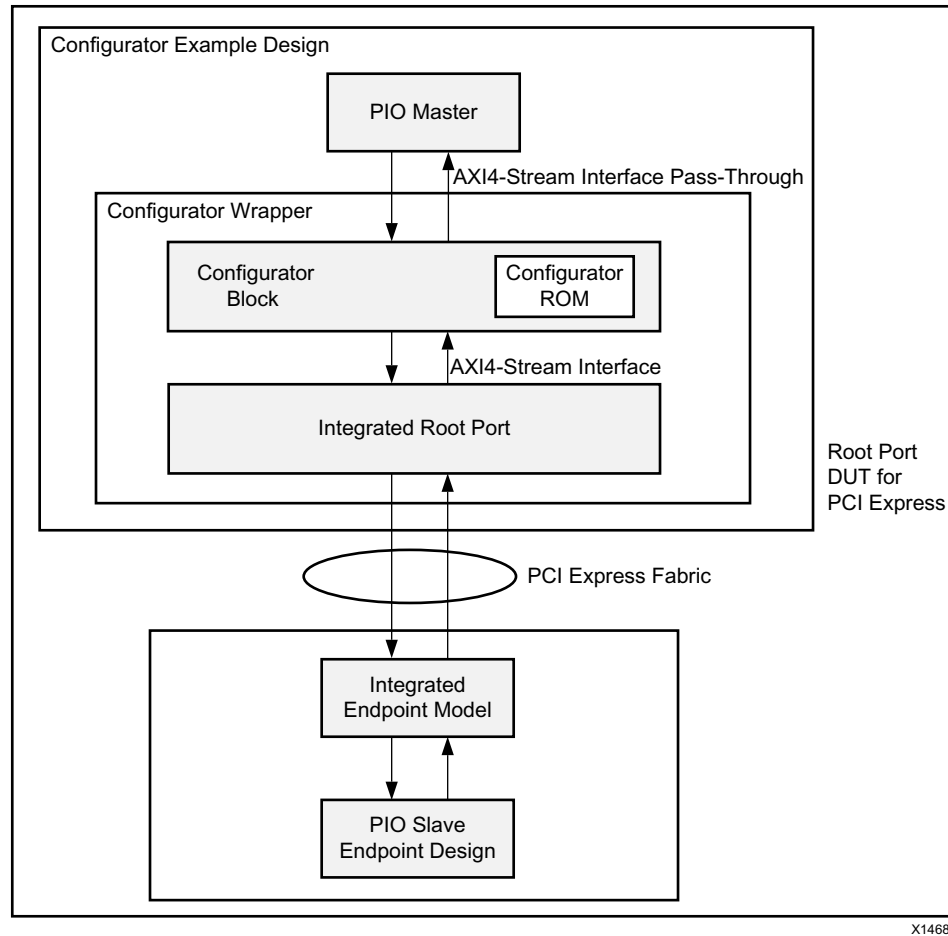 Configurator Example Design
PIO Master
AXI4-Stream Interface Pass-Through
Configurator Wrapper
Configurator
Block
Configurator
ROM
AXI4-Stream Interface
Integrated Root Port
Root Port
DUT for
PCI Express
PCI Express Fabric
Integrated
Endpoint Model
PIO Slave
Endpoint Design
X1468